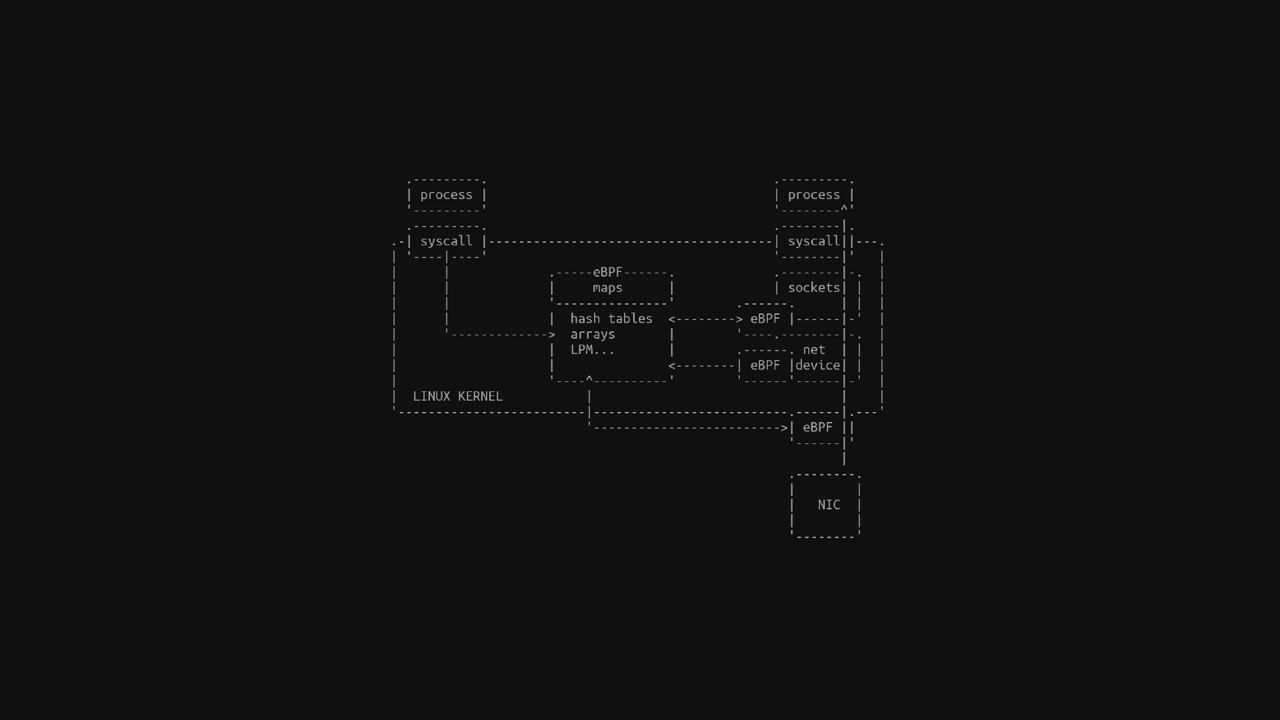 process process
syscall syscall
eBPF
maps sockets
hash tables eBPF
arrays
LPM... net
eBPF device
LINUX KERNEL
eBPF
NIC